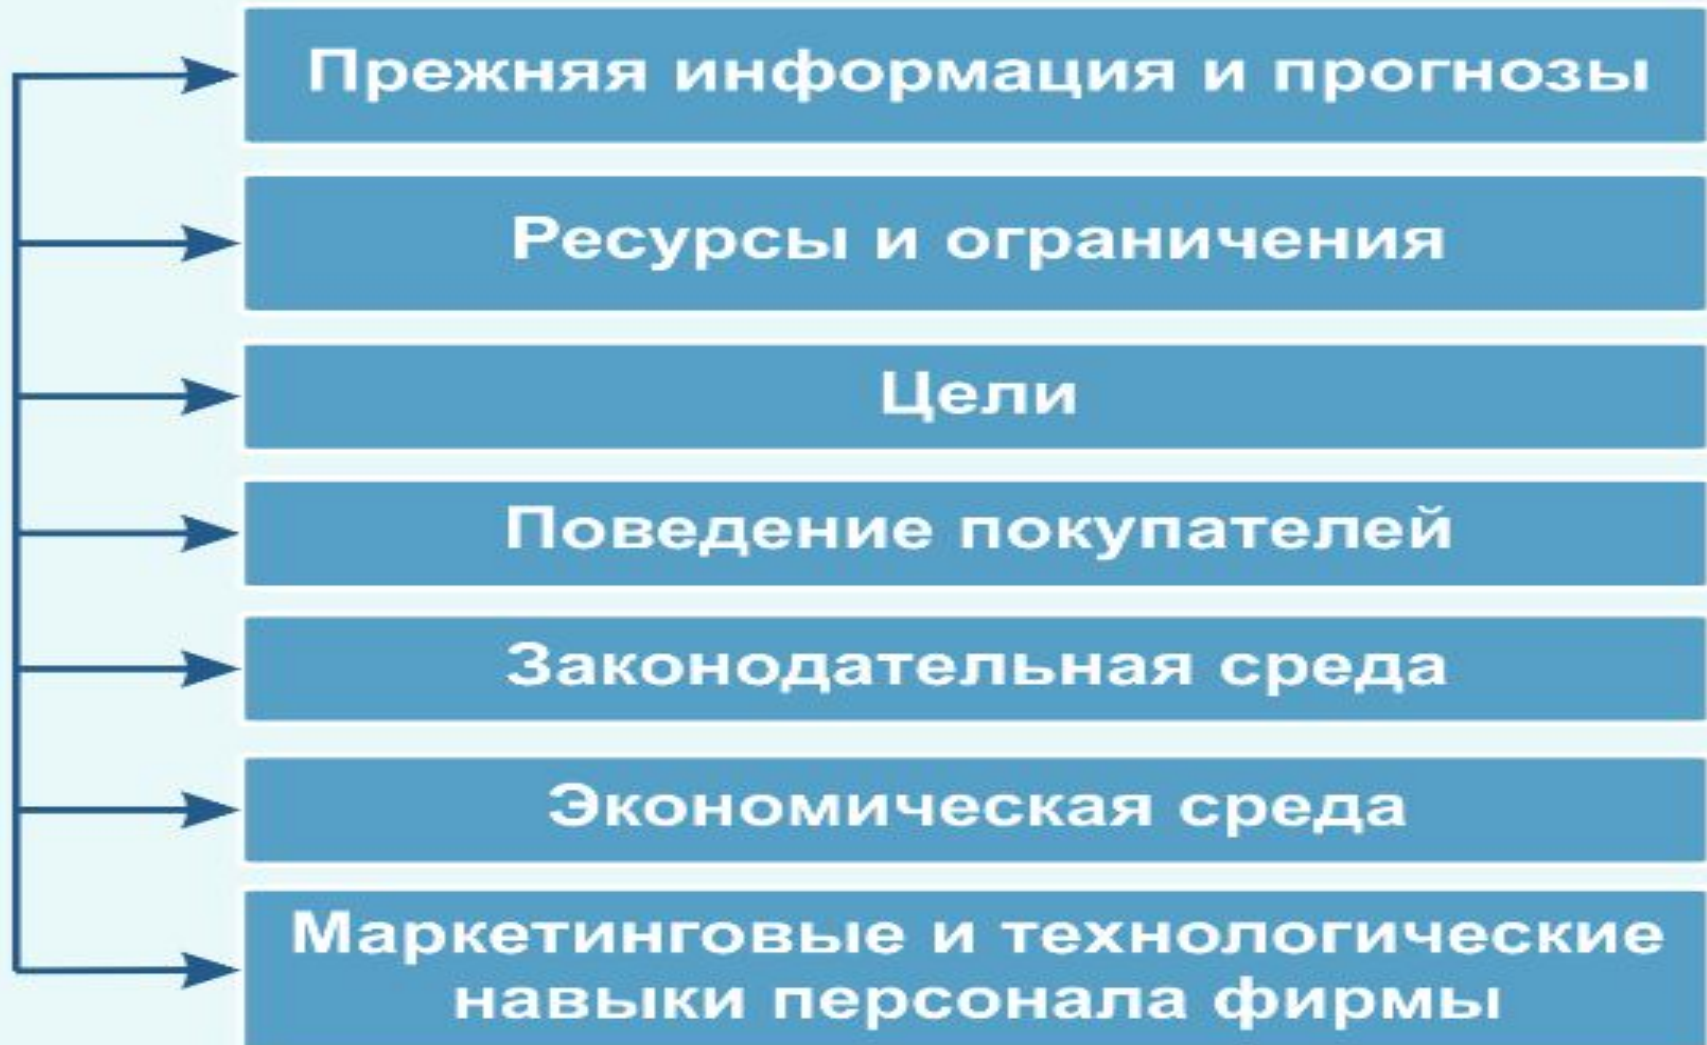 Прежняя информация и прогнозы
Ресурсы и ограничения
Цели
Поведение покупателей
Законодательная среда
Экономическая среда
Маркетинговые и технологические
навыки персонала фирмы